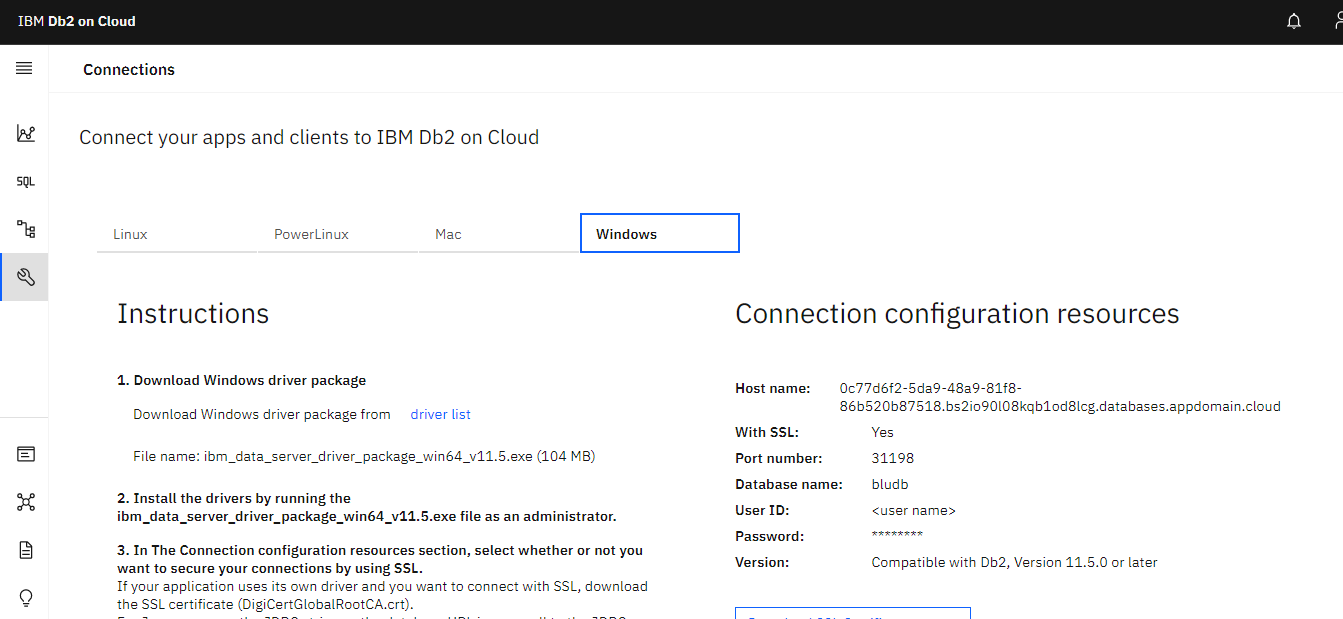 IBM Db2 on Cloud
Connections
SQL
Connect your apps and clients to IBM Db2 on Cloud
Linux
PowerLinux
Mac
Windows
Instructions
1. Download Windows driver package
Download Windows driver package from driver list
File name: ibm_data_server_driver_package_win64_v11.5.exe (104 MB)
2. Install the drivers by running the
ibm_data_server_driver_package_win64_v11.5.exe file as an administrator.
3. In The Connection configuration resources section, select whether or not you
want to secure your connections by using SSL.
If your application uses its own driver and you want to connect with SSL, download
the SSL certificate (DigiCertGlobalRootCA.crt).
Connection configuration resources
Host name: 0c77d6f2-5da9-48a9-81f8-
86b520b87518.bs2io90l08kqb1od8lcg.databases.appdomain.cloud
With SSL: Yes
Port number: 31198
Database name: bludb
User ID: <user name>
Password: ********
Version: Compatible with Db2, Version 11.5.0 or later